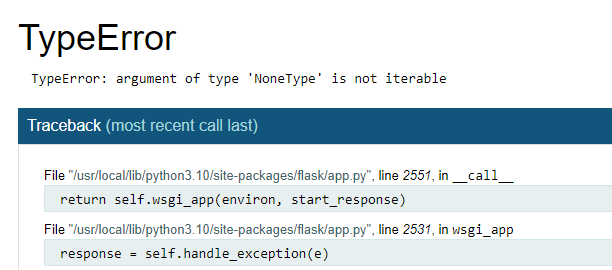 TypeError
TypeError: argument of type 'NoneType' is not iterable
Traceback (most recent call last)
File "/usr/local/lib/python3.10/site-packages/flask/app.py", line 2551, in __call__
return self.wsgi_app(environ, start_response)
File "/usr/local/lib/python3.10/site-packages/flask/app.py", line 2531, in wsgi_app
response = self.handle_exception(e)